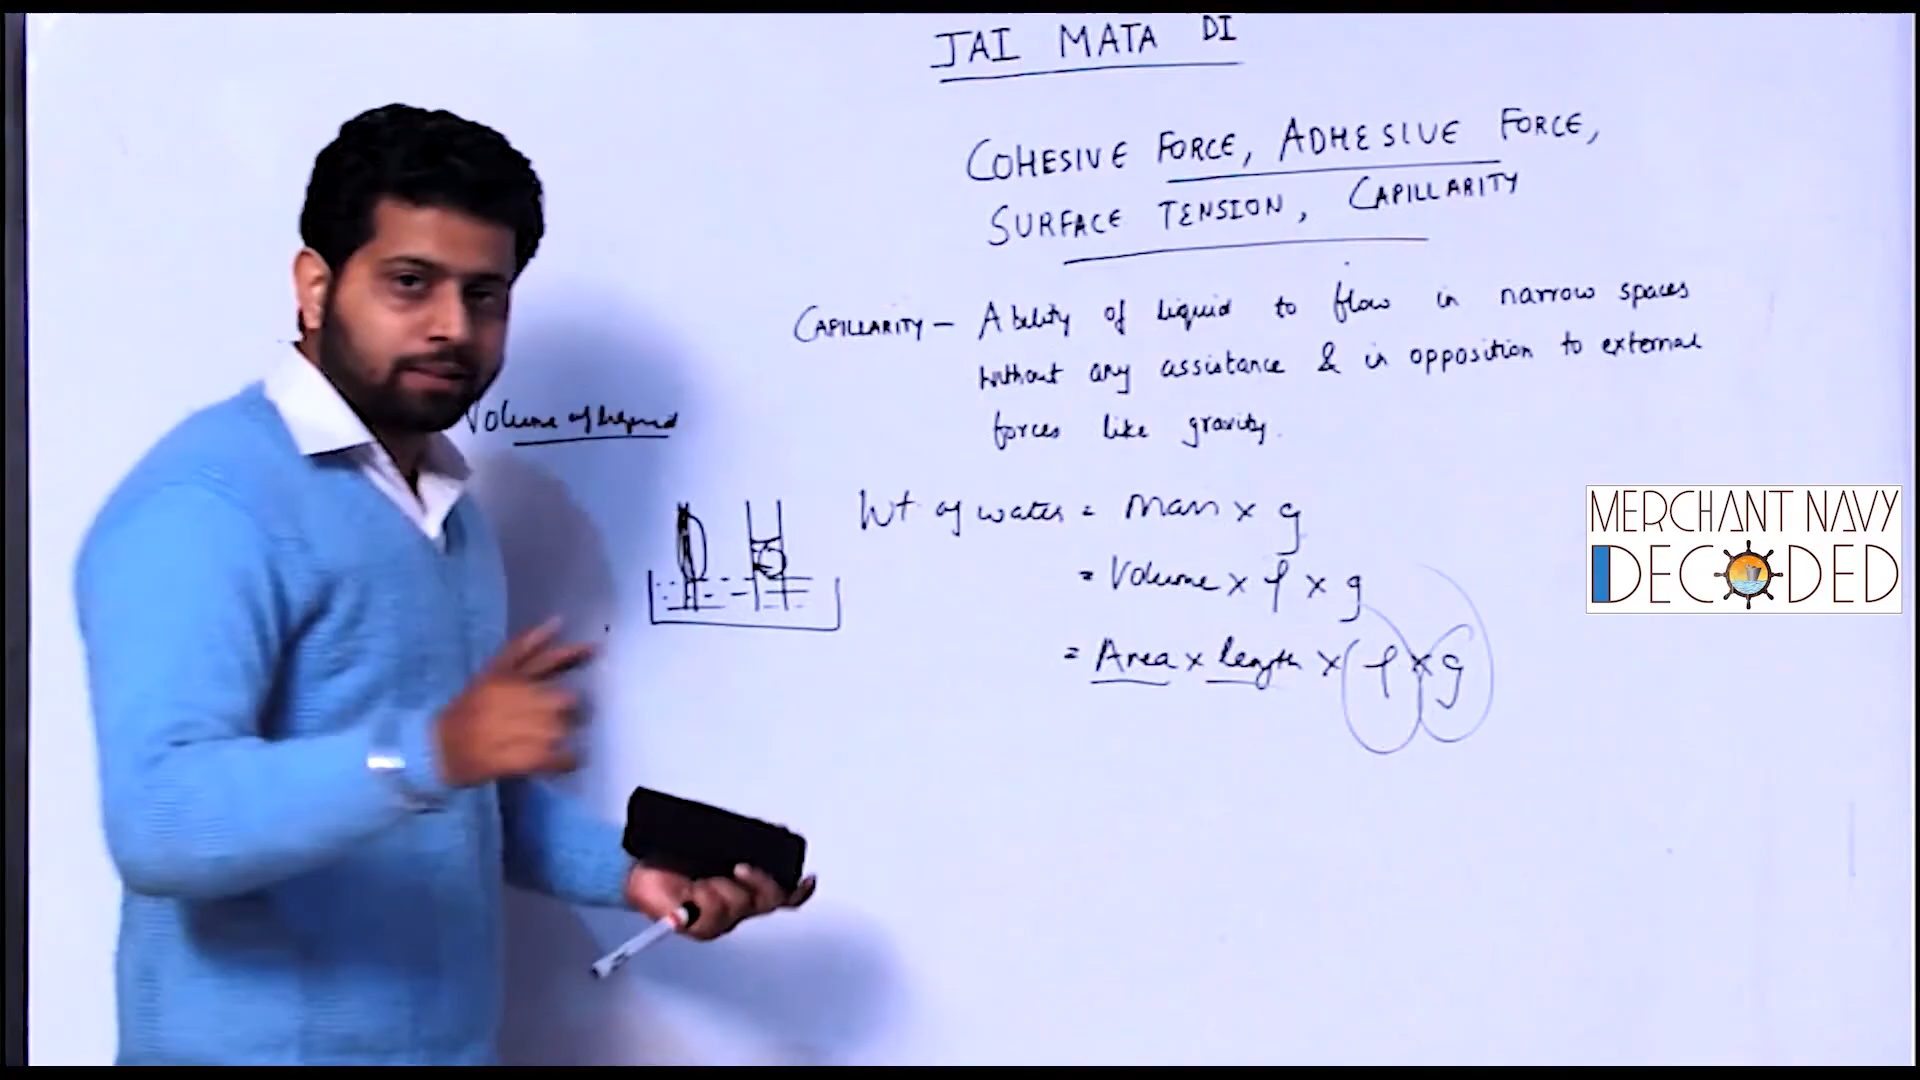 JAI MATA DI
COHESIVE FORCE, ADHESIVE FORCE,
SURFACE TENSION, CAPILLARITY
CAPILLARITY - Ability of liquid to flow in narrow spaces
without any assistance & in opposition to external
forces like gravity.
Volume of liquid
Wt of water = Mass × g
= Volume × ρ × g
= Area × length × ρ × g
MERCHANT NAVY
DECODED